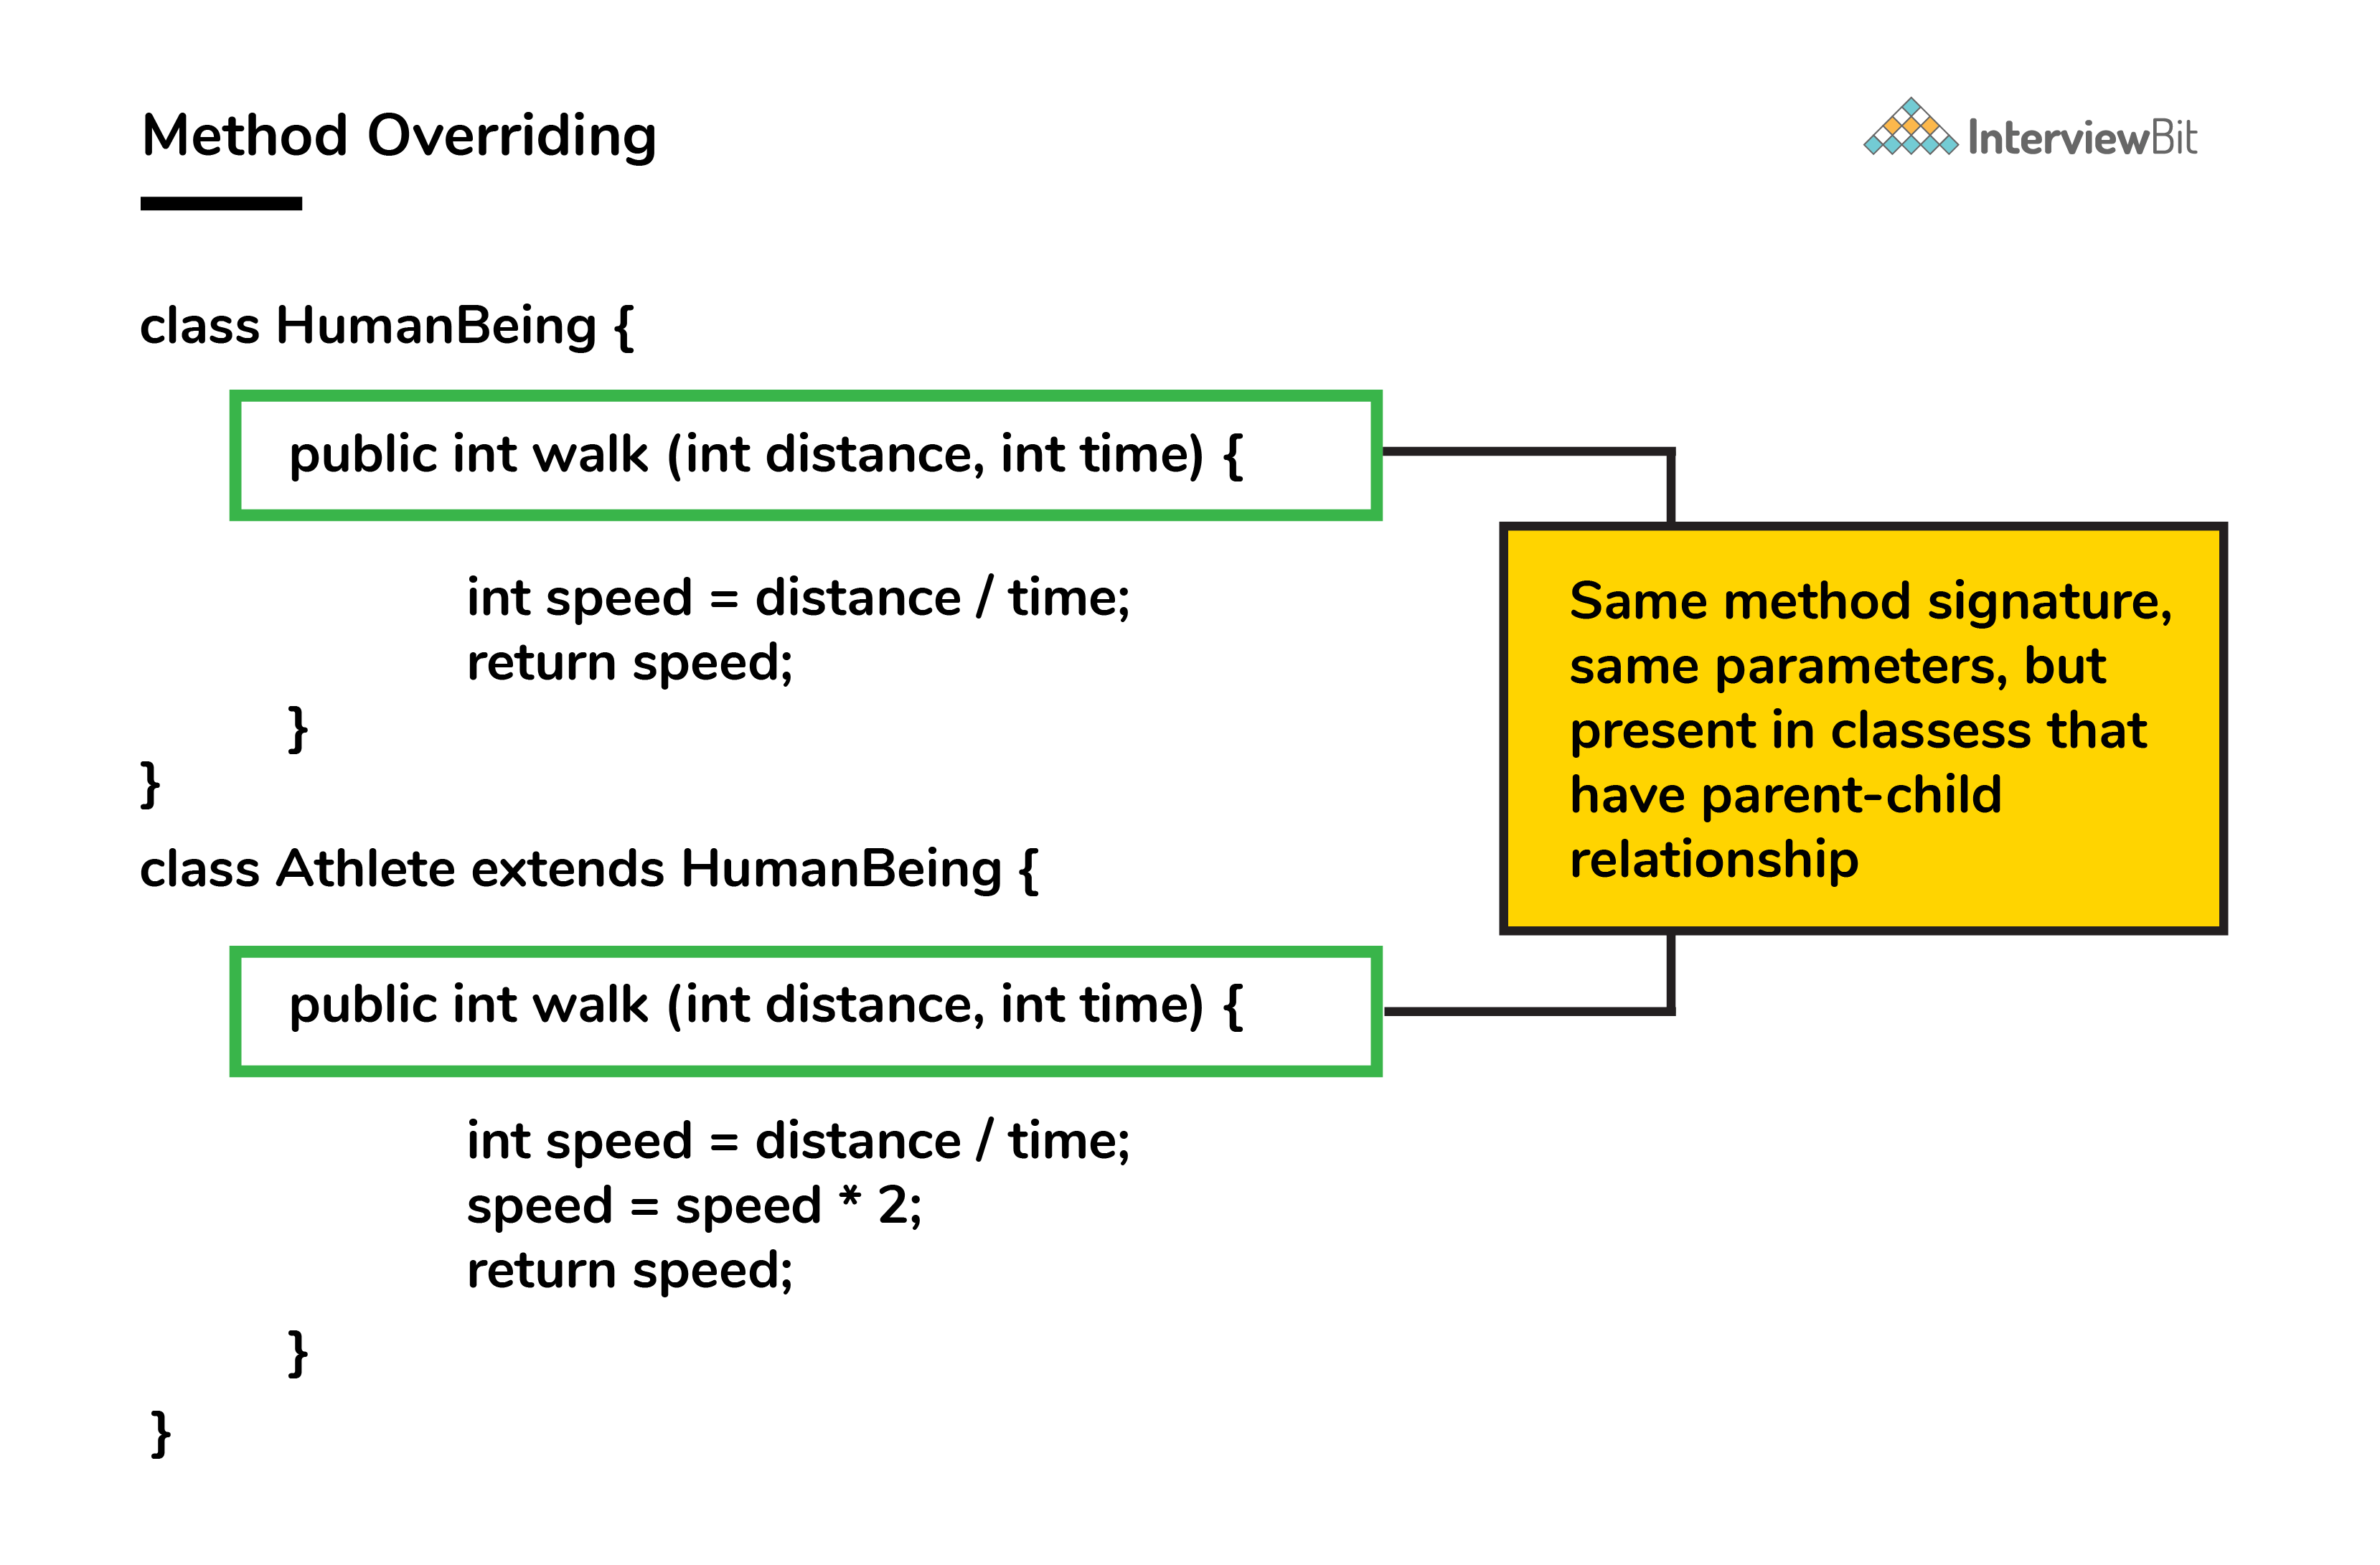 Method Overriding
InterviewBit
class HumanBeing {
public int walk (int distance, int time) {
int speed = distance / time;
return speed;
}
}
class Athlete extends HumanBeing {
public int walk (int distance, int time) {
int speed = distance / time;
speed = speed * 2;
return speed;
}
}
Same method signature,
same parameters, but
present in classess that
have parent-child
relationship